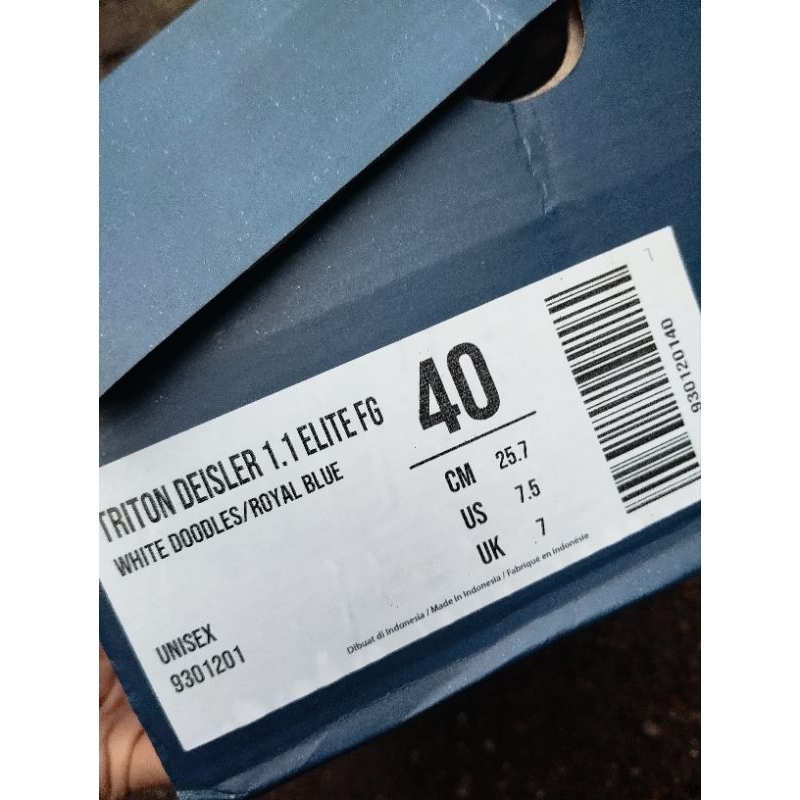 TRITON DEISLER 1.1 ELITE FG
WHITE DOODLES/ROYAL BLUE
UNISEX
9301201
40
CM 25.7
US 7.5
UK 7
Dibuat di Indonesia / Made In Indonesia / Fabriqué en Indonésie
930120140